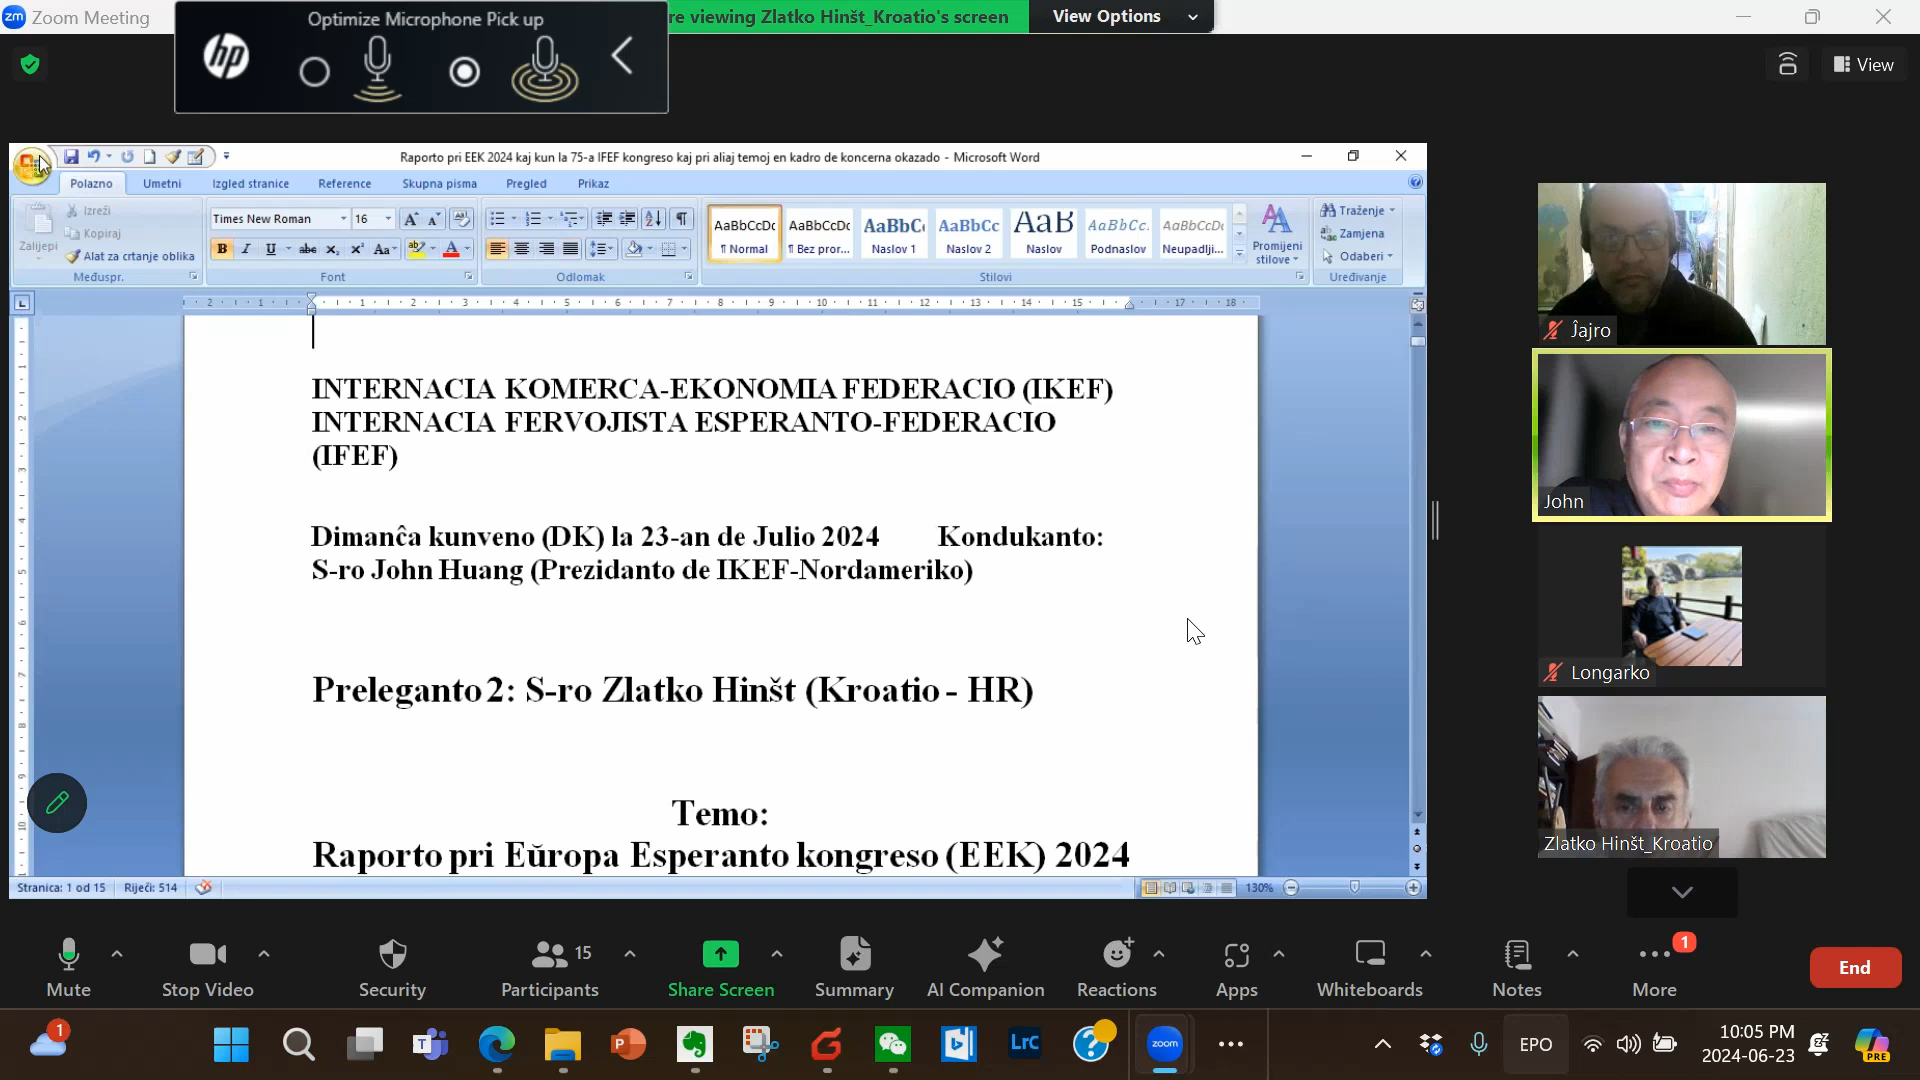 Zoom Meeting
Optimize Microphone Pick up
re viewing Zlatko Hinšt_Kroatio's screen
View Options
View
Raporto pri EEK 2024 kaj kun la 75-a IFEF kongreso kaj pri aliaj temoj en kadro de koncerna okazado - Microsoft Word
Polazno Umetni Izgled stranice Reference Skupna pisma Pregled Prikaz
Zalijepi
Izreži
Kopiraj
Alat za crtanje oblika
Međuspr.
Times New Roman 16
Font
Odlomak
AaBbCcDc AaBbCcDc AaBbC AaBbCc AaB AaBbCc. AaBbCcDc
¶ Normal ¶ Bez pror... Naslov 1 Naslov 2 Naslov Podnaslov Neupadlji...
Stilovi
Promijeni stilove
Traženje
Zamjena
Odaberi
Uređivanje
INTERNACIA KOMERCA-EKONOMIA FEDERACIO (IKEF)
INTERNACIA FERVOJISTA ESPERANTO-FEDERACIO
(IFEF)
Dimanĉa kunveno (DK) la 23-an de Julio 2024 Kondukanto:
S-ro John Huang (Prezidanto de IKEF-Nordameriko)
Preleganto 2: S-ro Zlatko Hinšt (Kroatio - HR)
Temo:
Raporto pri Eŭropa Esperanto kongreso (EEK) 2024
Stranica: 1 od 15 Riječi: 514
130%
Ĵajro
John
Longarko
Zlatko Hinšt_Kroatio
Mute
Stop Video
Security
15
Participants
Share Screen
Summary
AI Companion
Reactions
Apps
Whiteboards
Notes
1
More
End
1
LrC
zoom
EPO
10:05 PM
2024-06-23
PRE